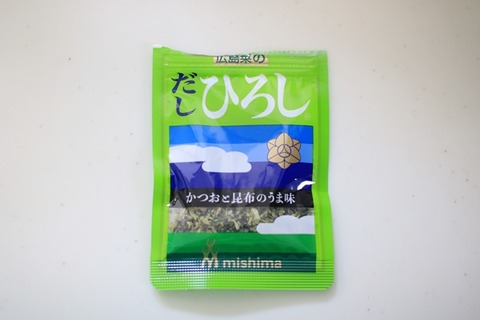 広島菜の
だし
ひろし
かつおと昆布のうま味
mishima